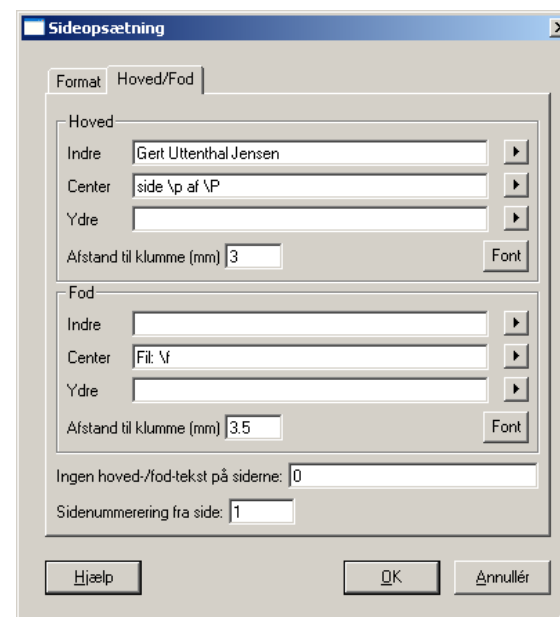 Sideopsætning
Format Hoved/Fod
Hoved
Indre Gert Uttenthal Jensen
Center side \p af \P
Ydre
Afstand til klumme (mm) 3 Font
Fod
Indre
Center Fil: \f
Ydre
Afstand til klumme (mm) 3.5 Font
Ingen hoved-/fod-tekst på siderne: 0
Sidenummerering fra side: 1
Hjælp OK Annullér